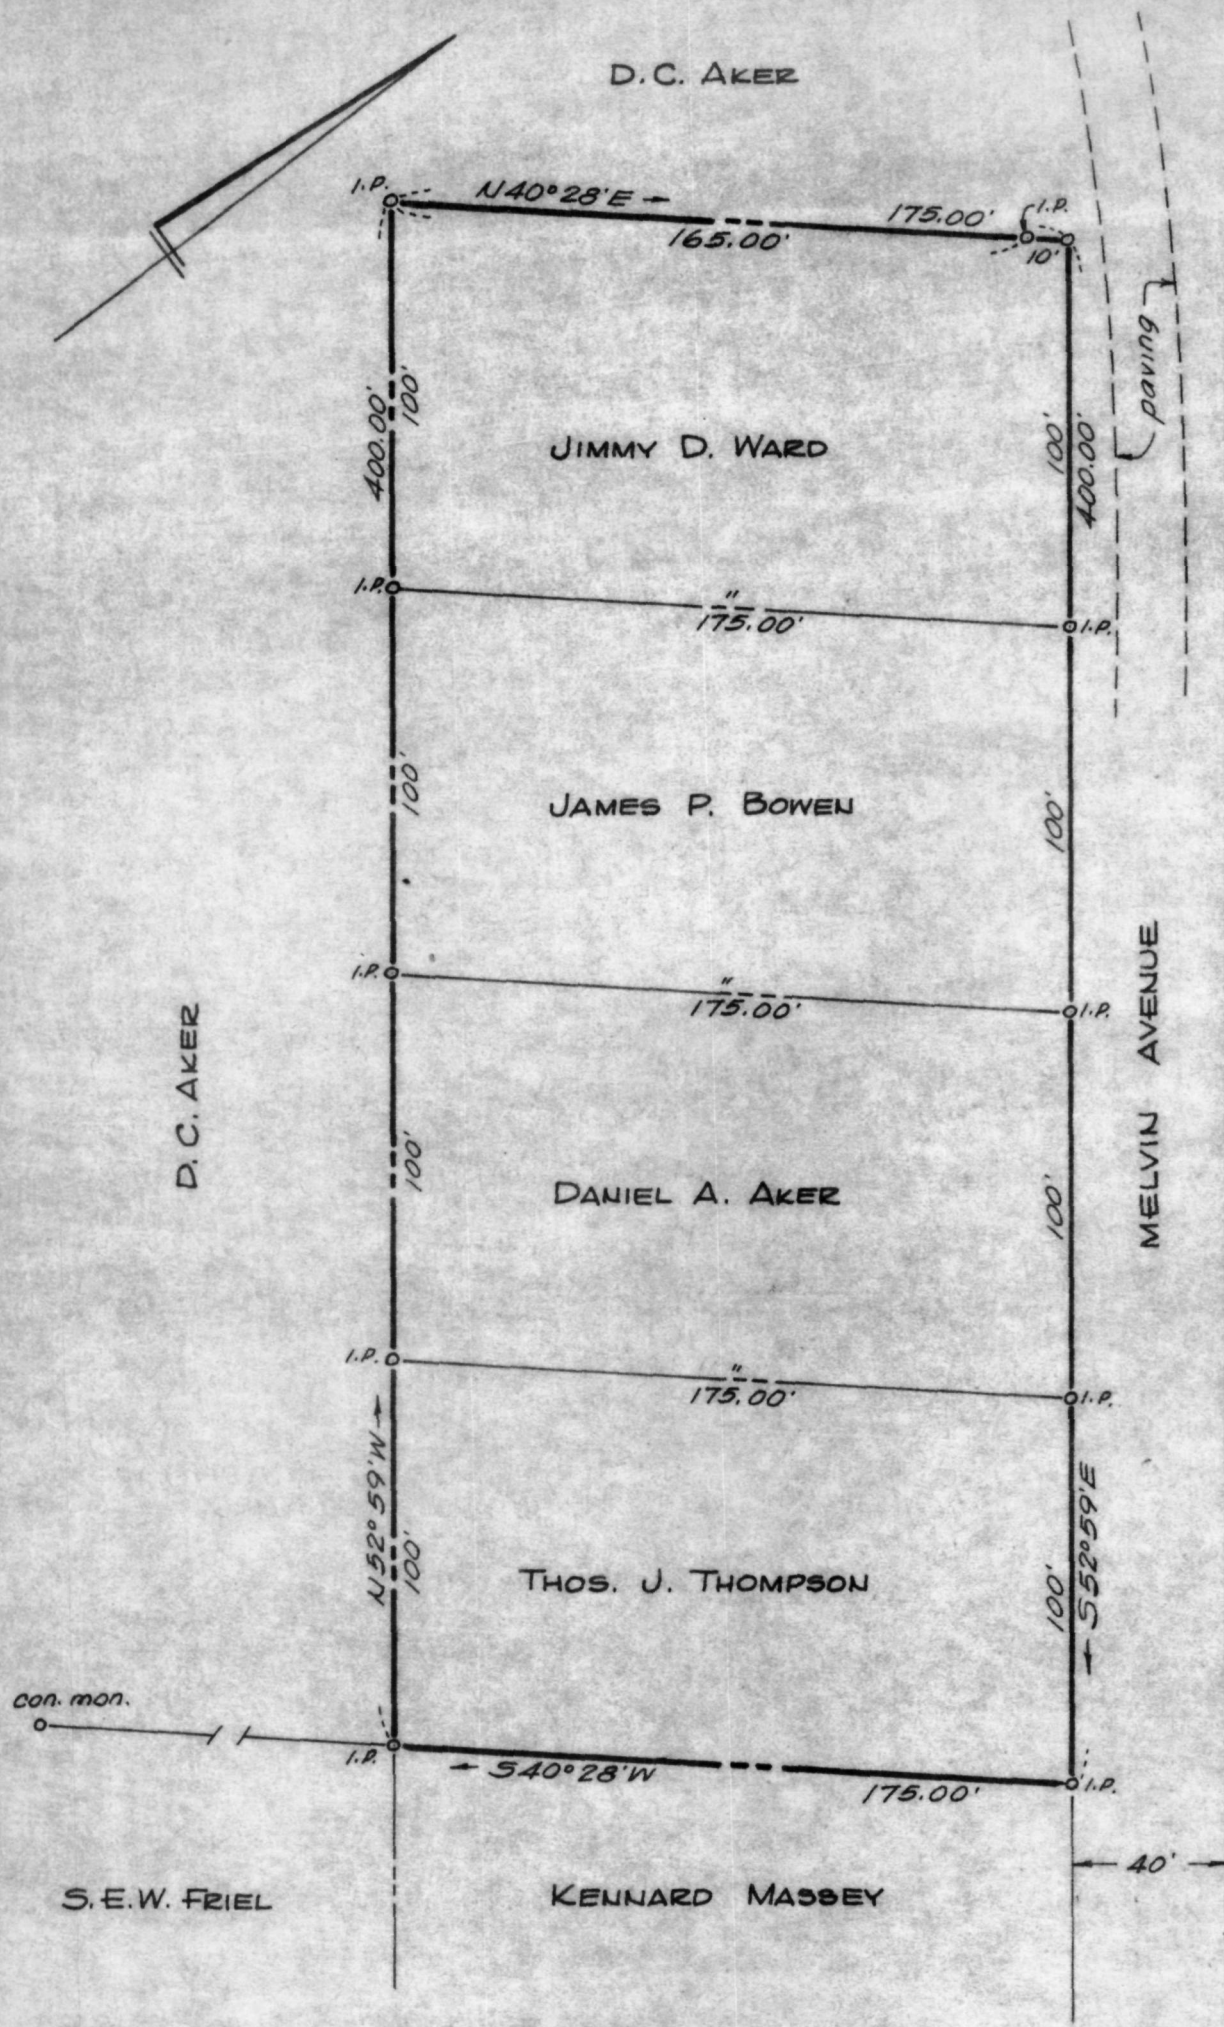 D.C. AKER
I.P.
N40°28'E
175.00'
I.P.
165.00'
10'
paving
400.00'
100'
JIMMY D. WARD
100'
400.00'
I.P.
"
175.00'
I.P.
100'
JAMES P. BOWEN
100'
I.P.
"
175.00'
I.P.
D.C. AKER
100'
DANIEL A. AKER
100'
MELVIN AVENUE
I.P.
"
175.00'
I.P.
N52°59'W
100'
THOS. J. THOMPSON
100'
S52°59'E
con. mon.
I.P.
S40°28'W
175.00'
I.P.
40'
S.E.W. FRIEL
KENNARD MASSEY